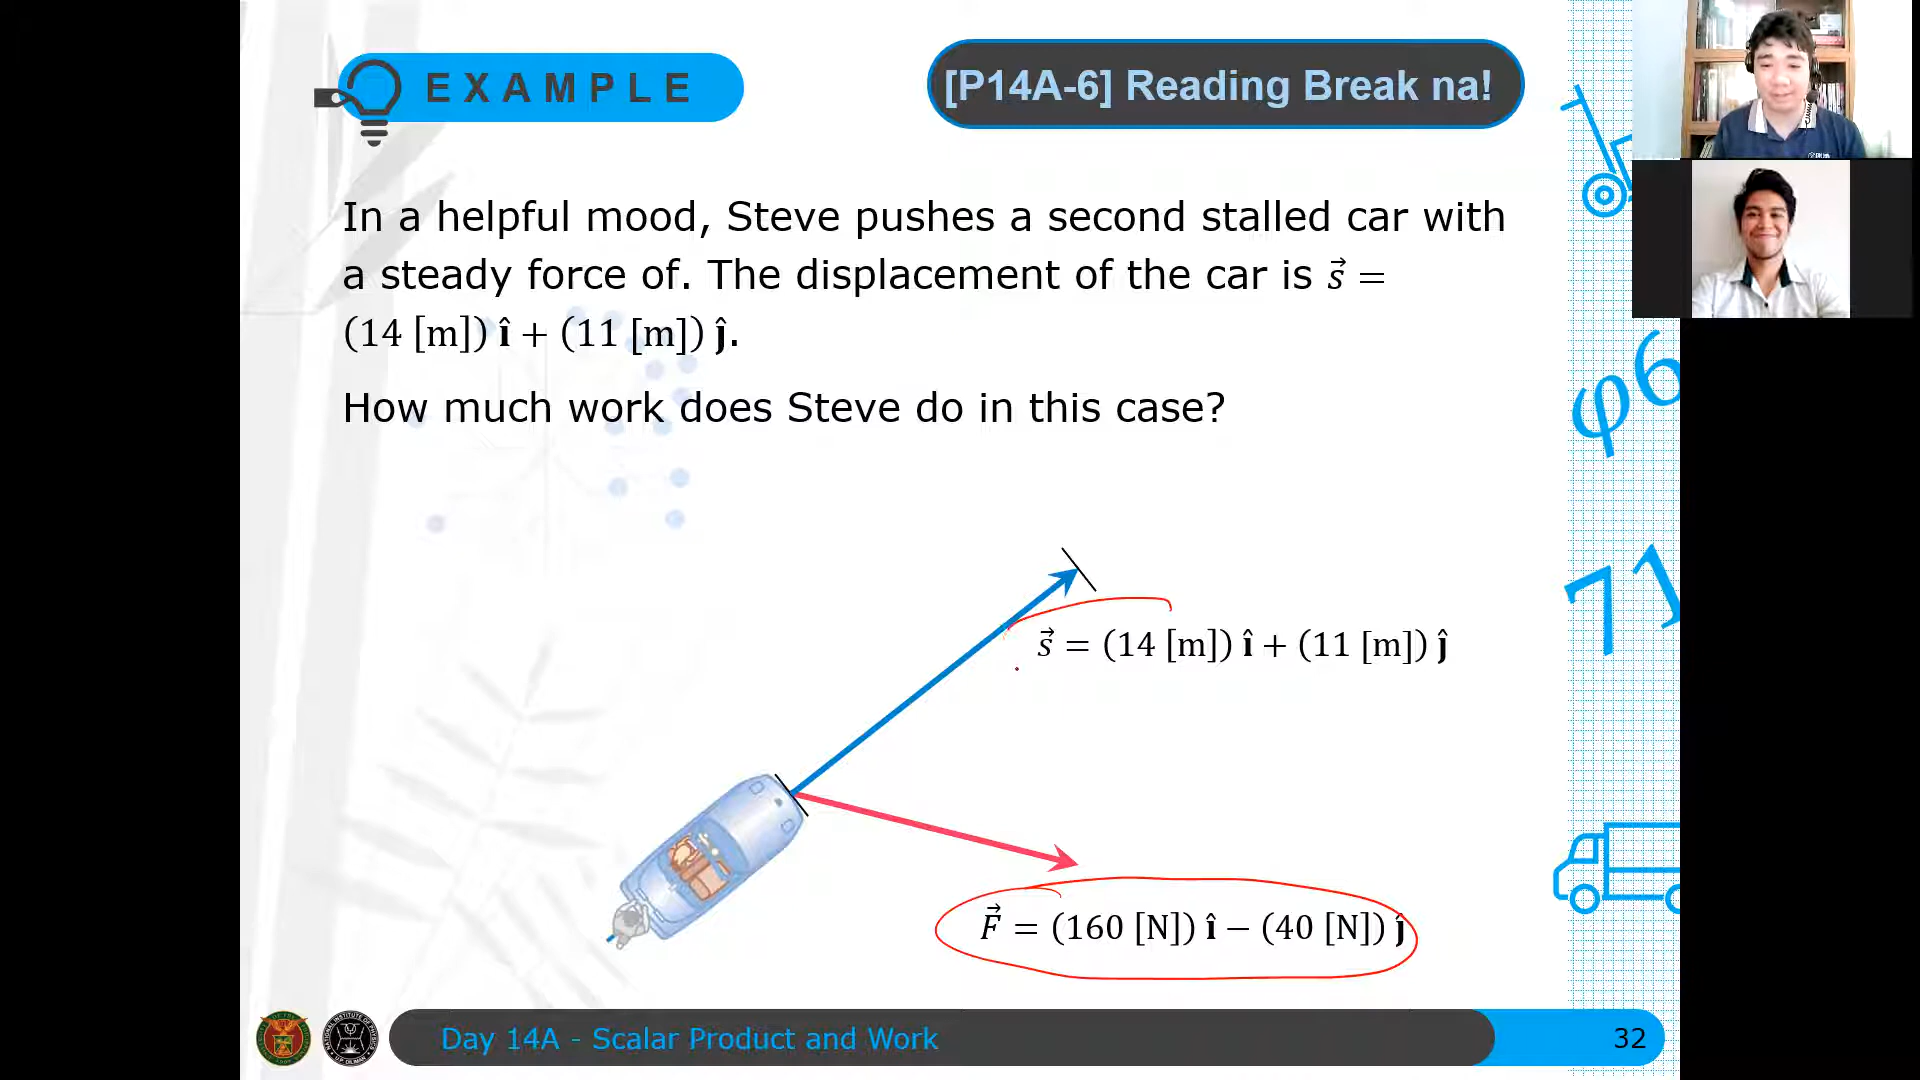 EXAMPLE
[P14A-6] Reading Break na!
In a helpful mood, Steve pushes a second stalled car with
a steady force of. The displacement of the car is s⃗ =
(14 [m]) î + (11 [m]) ĵ.
How much work does Steve do in this case?
s⃗ = (14 [m]) î + (11 [m]) ĵ
F⃗ = (160 [N]) î − (40 [N]) ĵ
φ6
71
Day 14A - Scalar Product and Work
32